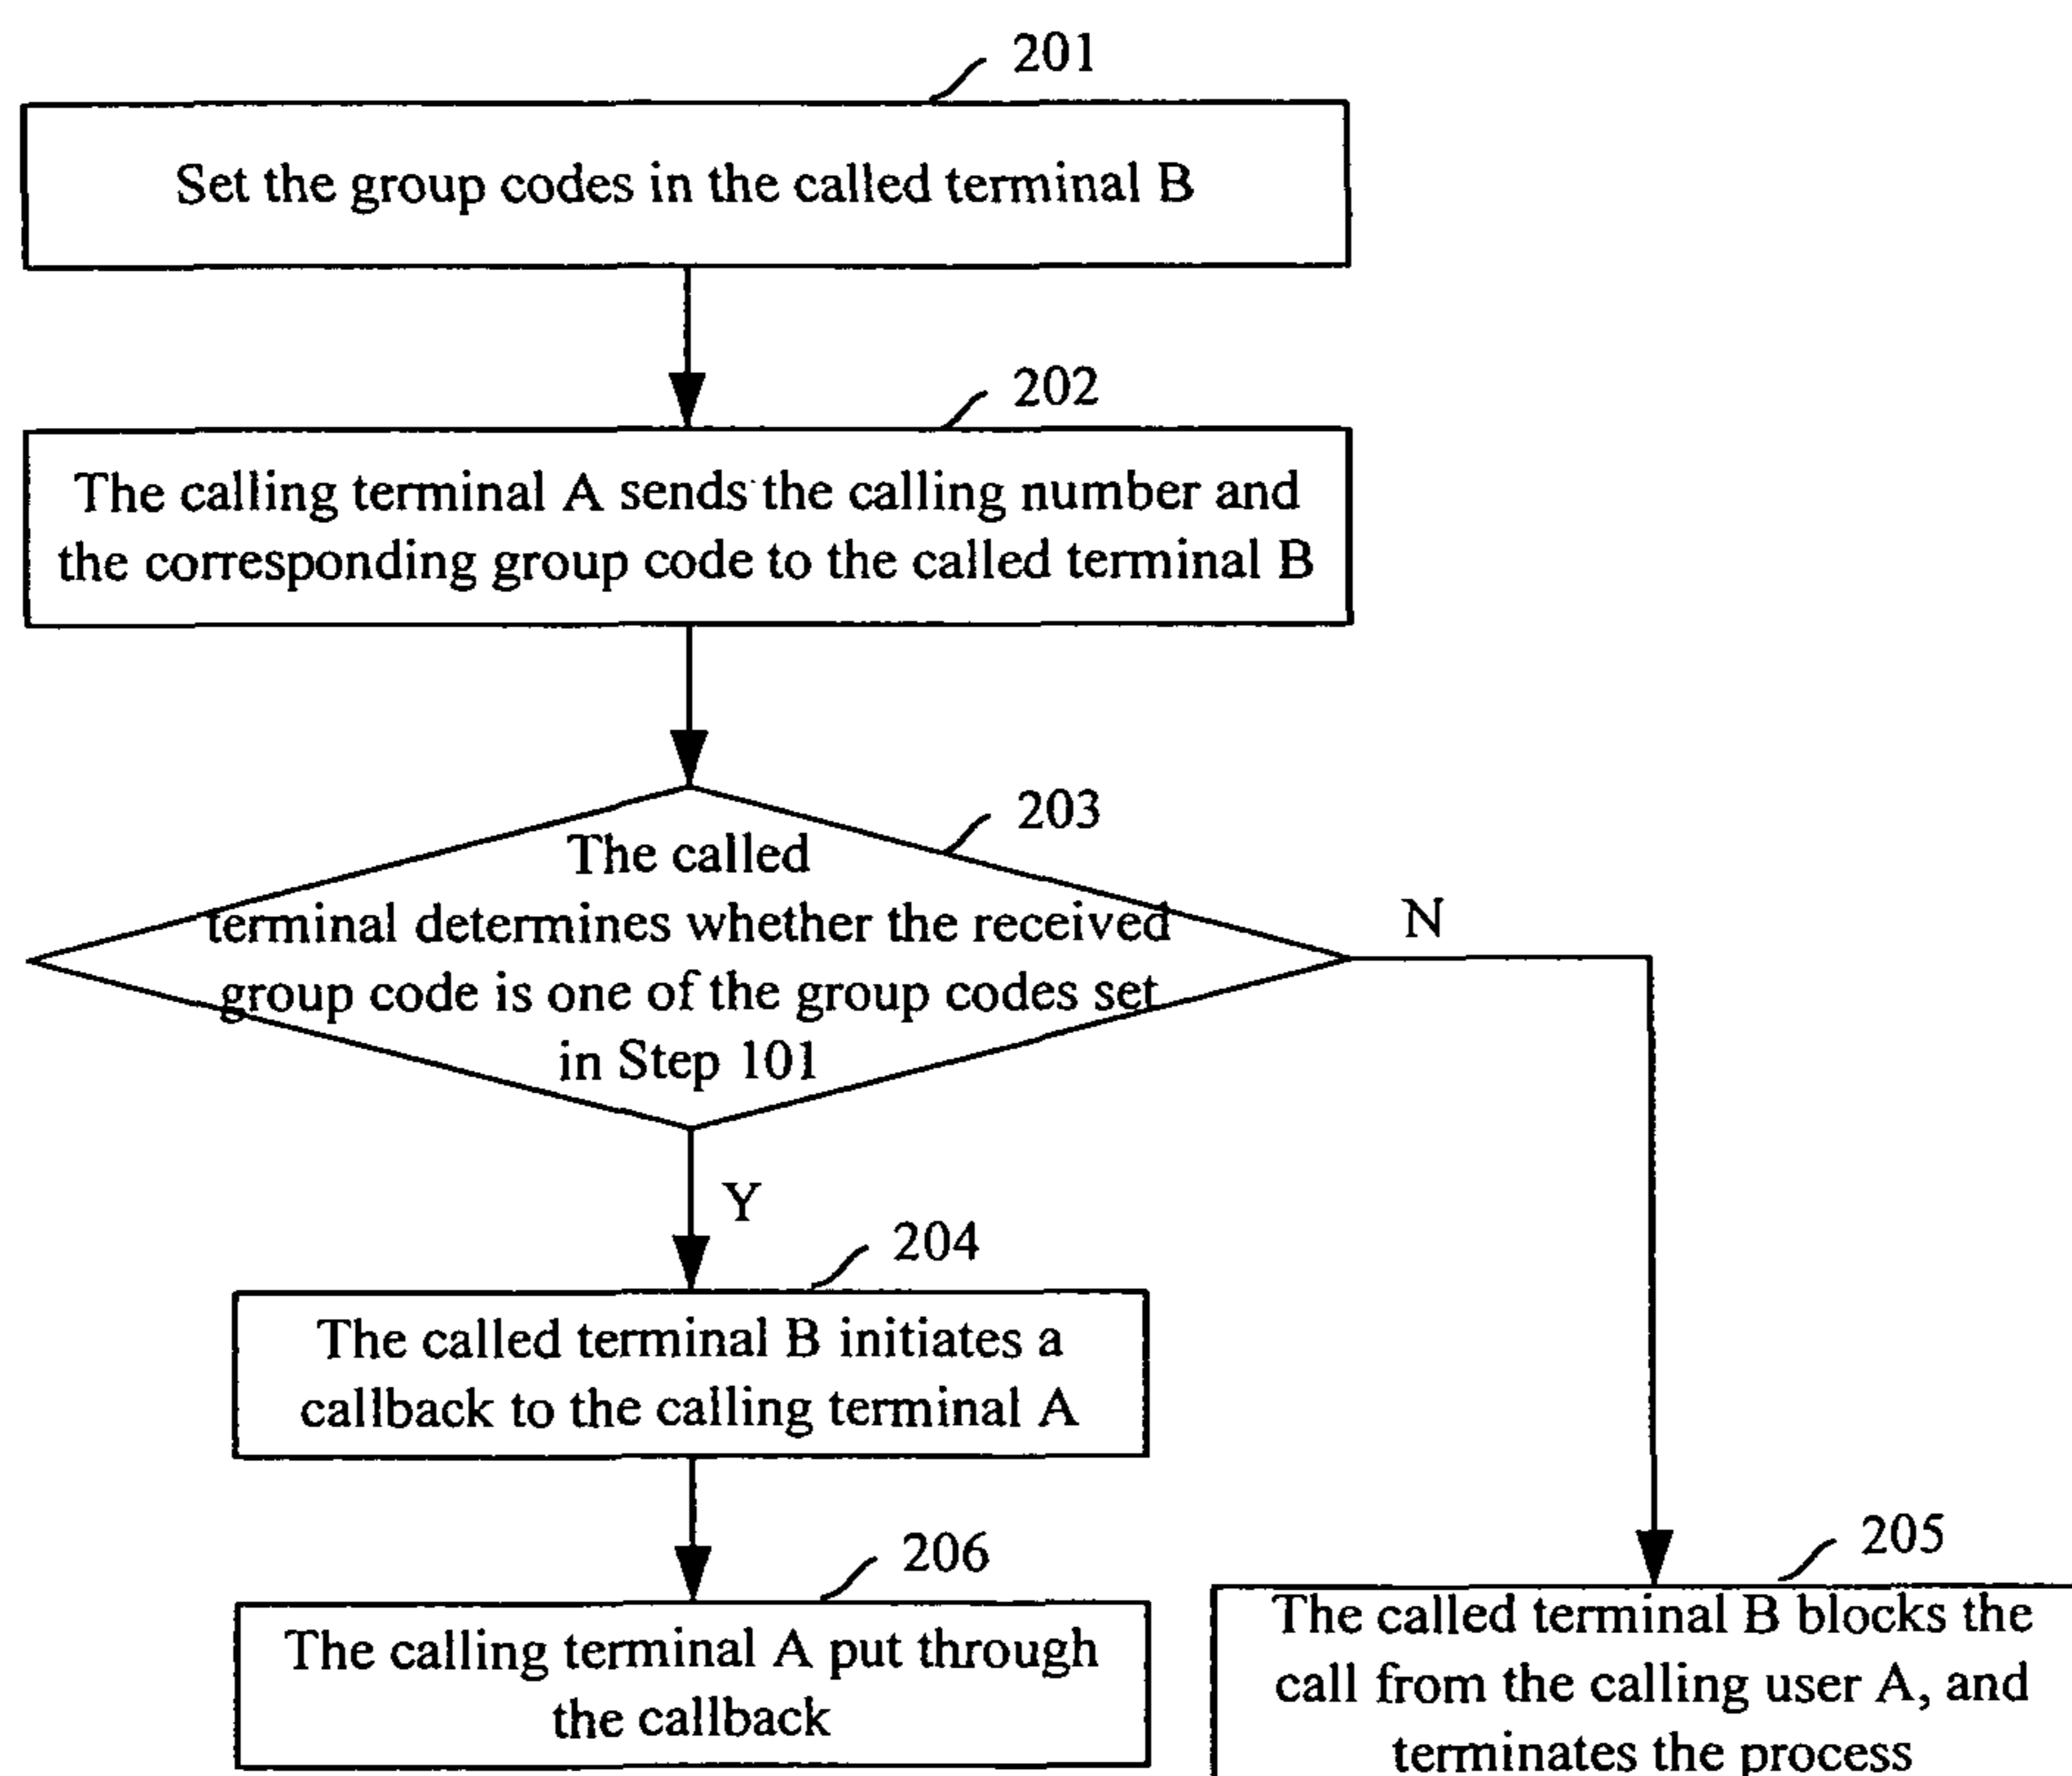 201
Set the group codes in the called terminal B
202
The calling terminal A sends the calling number and
the corresponding group code to the called terminal B
203
The called
terminal determines whether the received
group code is one of the group codes set
in Step 101
N
Y
204
The called terminal B initiates a
callback to the calling terminal A
206
The calling terminal A put through
the callback
205
The called terminal B blocks the
call from the calling user A, and
terminates the process